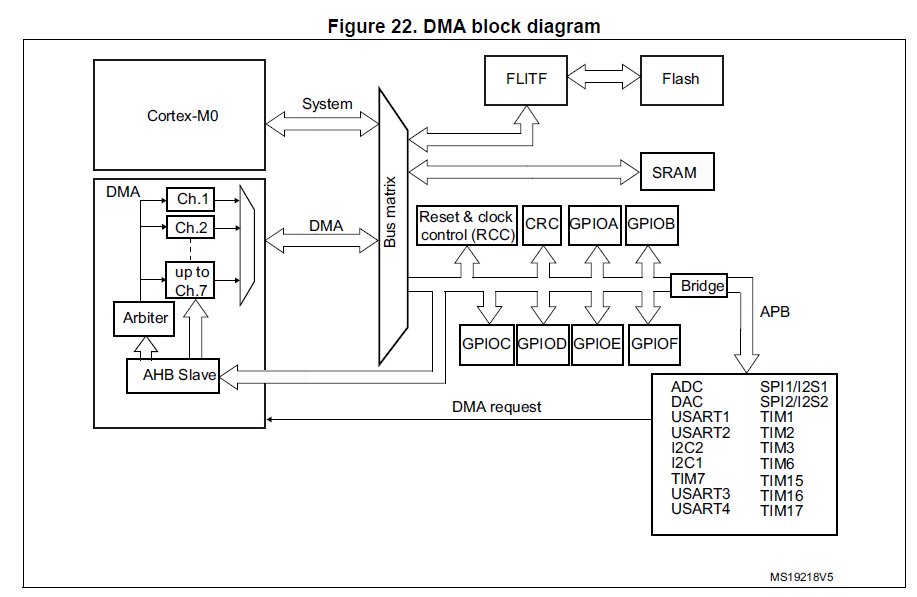 Figure 22. DMA block diagram
Cortex-M0
System
FLITF
Flash
SRAM
DMA
Ch.1
Ch.2
up to
Ch.7
Arbiter
AHB Slave
DMA
Bus matrix
Reset & clock
control (RCC)
CRC
GPIOA
GPIOB
Bridge
APB
GPIOC
GPIOD
GPIOE
GPIOF
DMA request
ADC
DAC
USART1
USART2
I2C2
I2C1
TIM7
USART3
USART4
SPI1/I2S1
SPI2/I2S2
TIM1
TIM2
TIM3
TIM6
TIM15
TIM16
TIM17
MS19218V5